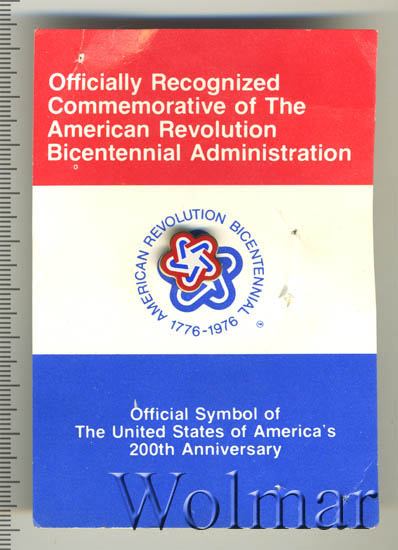 Officially Recognized
Commemorative of The
American Revolution
Bicentennial Administration
AMERICAN REVOLUTION BICENTENNIAL
1776-1976
Official Symbol of
The United States of America's
200th Anniversary
Wolmar